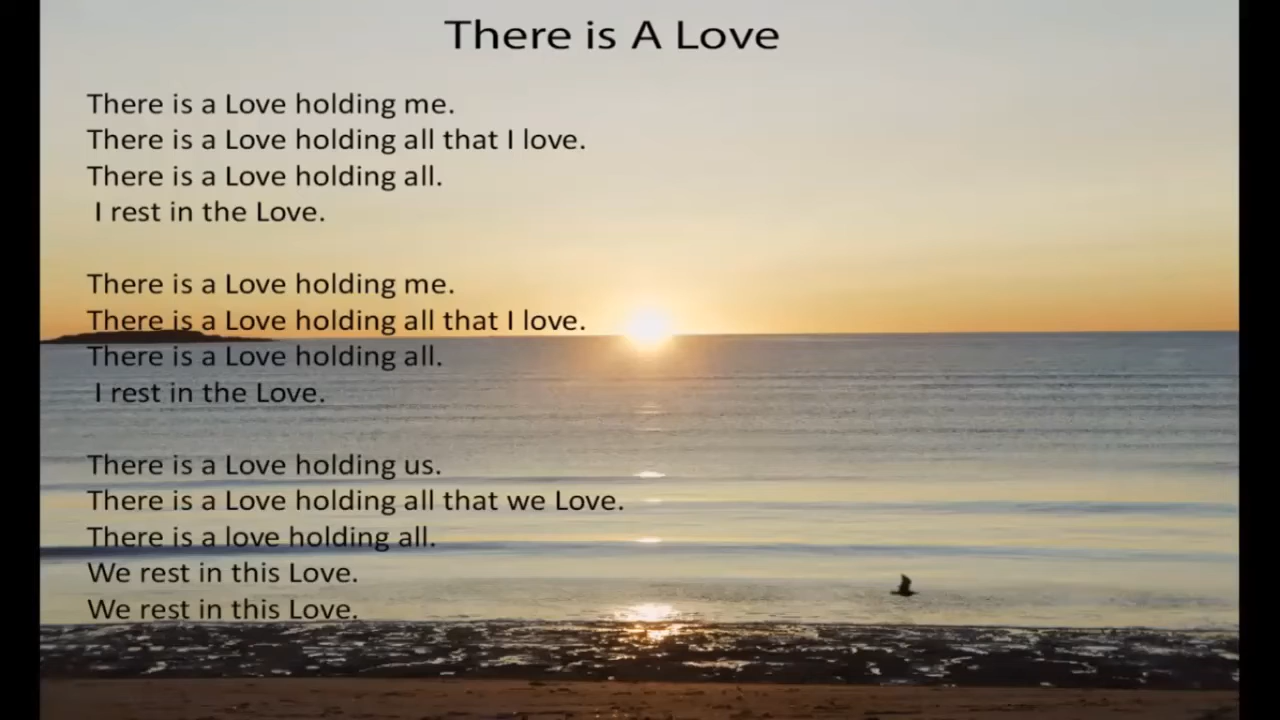 There is A Love
There is a Love holding me.
There is a Love holding all that I love.
There is a Love holding all.
I rest in the Love.
There is a Love holding me.
There is a Love holding all that I love.
There is a Love holding all.
I rest in the Love.
There is a Love holding us.
There is a Love holding all that we Love.
There is a love holding all.
We rest in this Love.
We rest in this Love.